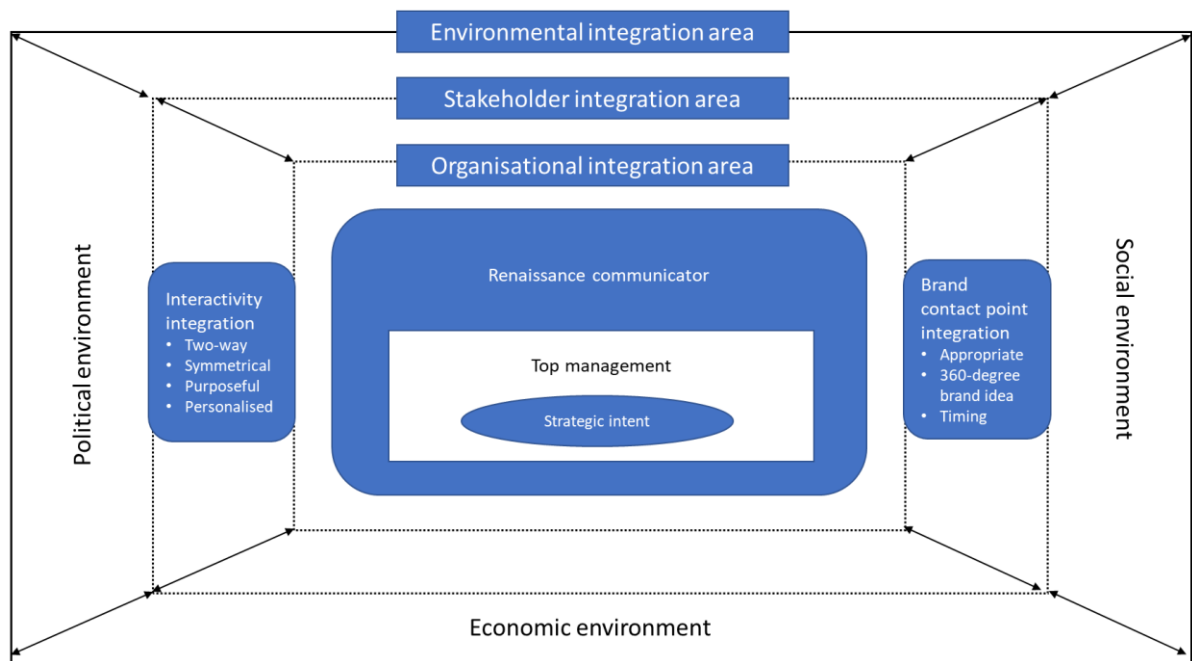 Environmental integration area
Stakeholder integration area
Organisational integration area
Political environment
Interactivity
integration
• Two-way
• Symmetrical
• Purposeful
• Personalised
Renaissance communicator
Top management
Strategic intent
Brand
contact point
integration
• Appropriate
• 360-degree
brand idea
• Timing
Social environment
Economic environment